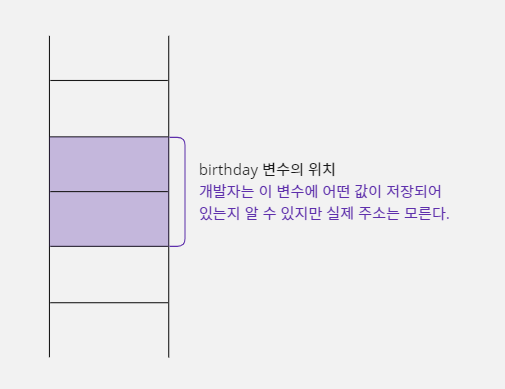 birthday 변수의 위치
개발자는 이 변수에 어떤 값이 저장되어
있는지 알 수 있지만 실제 주소는 모른다.